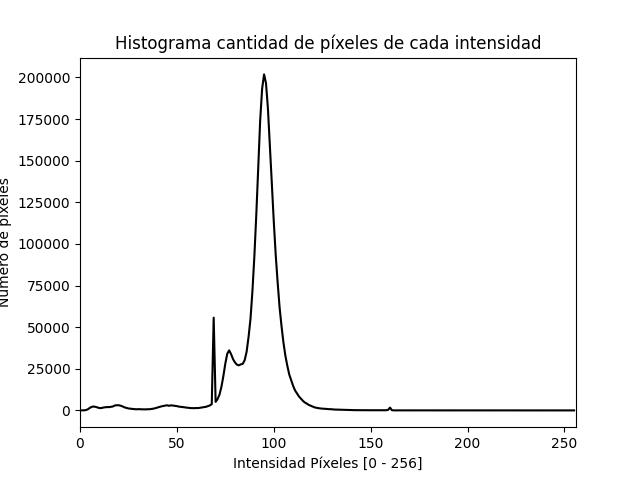 Histograma cantidad de píxeles de cada intensidad
Número de píxeles
200000
175000
150000
125000
100000
75000
50000
25000
0
0 50 100 150 200 250
Intensidad Píxeles [0 - 256]